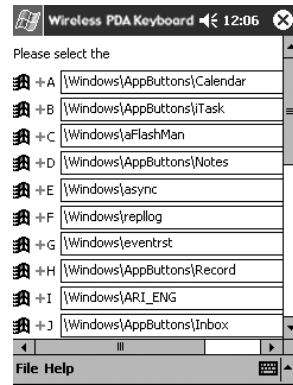 Wireless PDA Keyboard 12:06
Please select the
+A \Windows\AppButtons\Calendar
+B \Windows\AppButtons\iTask
+C \Windows\aFlashMan
+D \Windows\AppButtons\Notes
+E \Windows\async
+F \Windows\repllog
+G \Windows\eventrst
+H \Windows\AppButtons\Record
+I \Windows\ARI_ENG
+J \Windows\AppButtons\Inbox
File Help